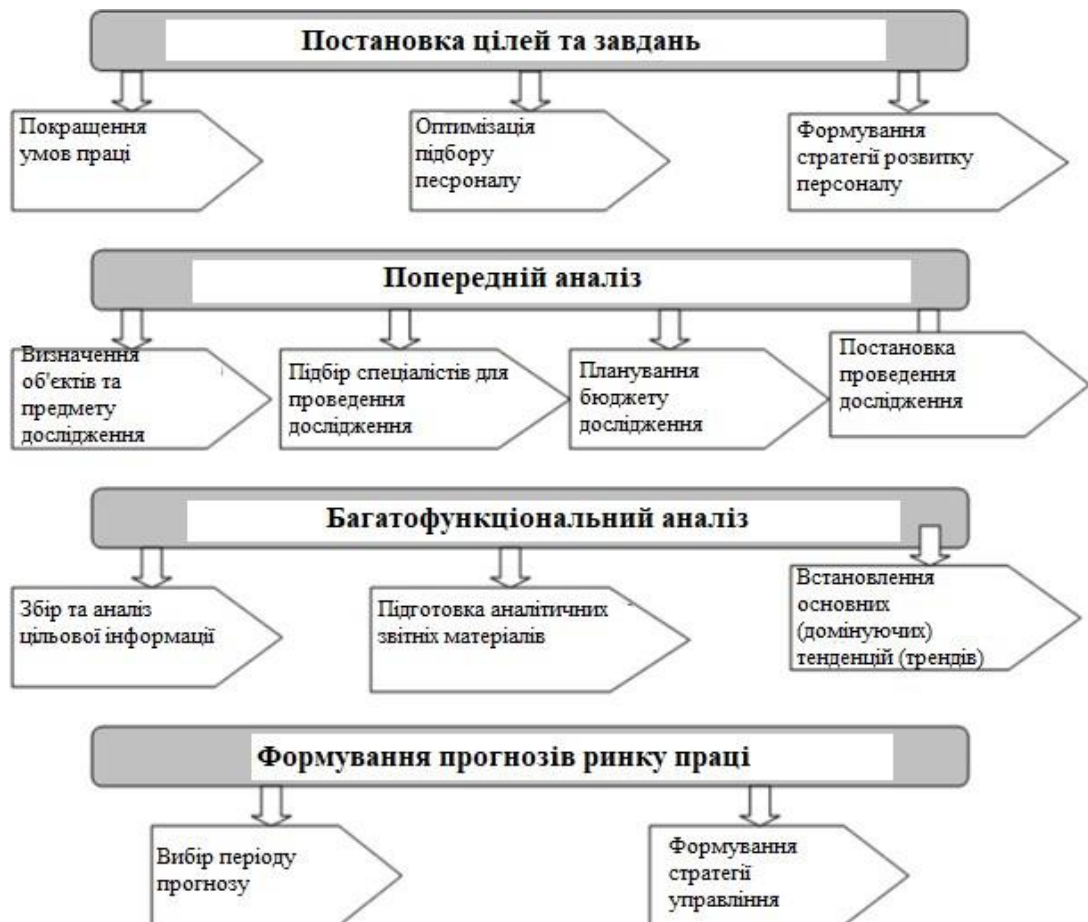 Постановка цілей та завдань
Покращення
умов праці
Оптимізація
підбору
песроналу
Формування
стратегії розвитку
персоналу
Попередній аналіз
Визначення
об'єктів та
предмету
дослідження
Підбір спеціалістів для
проведення
дослідження
Планування
бюджету
дослідження
Постановка
проведення
дослідження
Багатофункціональний аналіз
Збір та аналіз
цільової інформації
Підготовка аналітичних
звітніх матеріалів
Встановлення
основних
(домінуючих)
тенденцій (трендів)
Формування прогнозів ринку праці
Вибір періоду
прогнозу
Формування
стратегії
управління